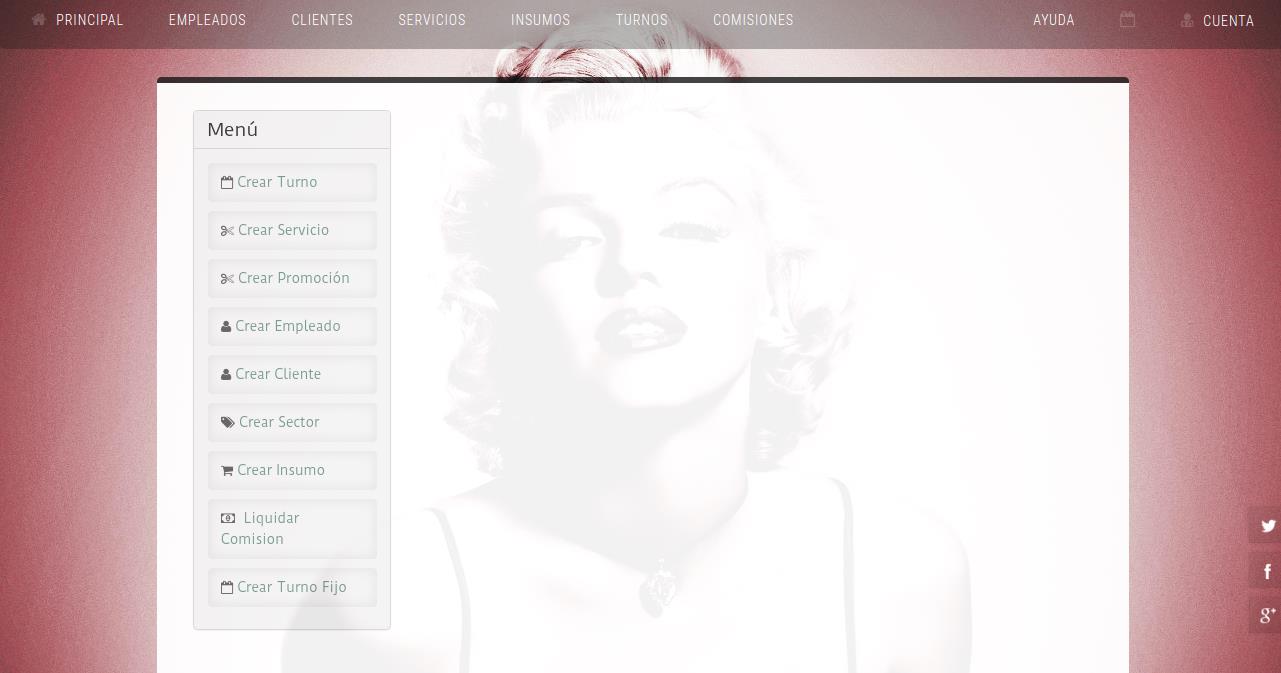 PRINCIPAL EMPLEADOS CLIENTES SERVICIOS INSUMOS TURNOS COMISIONES AYUDA CUENTA
Menú
Crear Turno
Crear Servicio
Crear Promoción
Crear Empleado
Crear Cliente
Crear Sector
Crear Insumo
Liquidar
Comision
Crear Turno Fijo